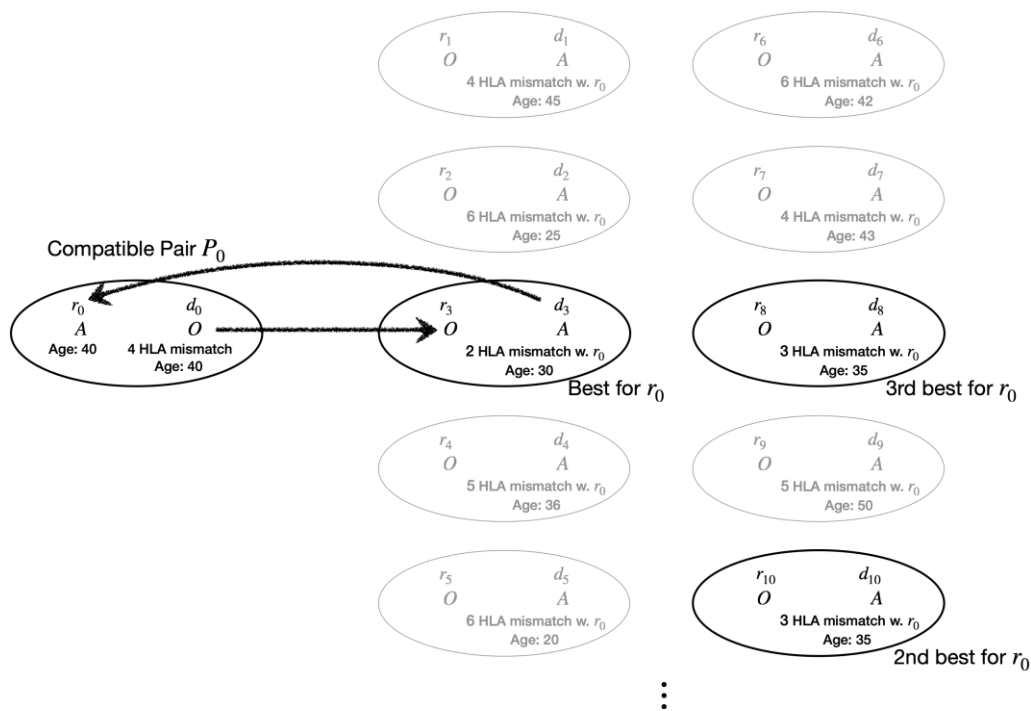 r₁ d₁
O A
4 HLA mismatch w. r₀
Age: 45
r₆ d₆
O A
6 HLA mismatch w. r₀
Age: 42
r₂ d₂
O A
6 HLA mismatch w. r₀
Age: 25
r₇ d₇
O A
4 HLA mismatch w. r₀
Age: 43
Compatible Pair P₀
r₀ d₀
A O
Age: 40 4 HLA mismatch
Age: 40
r₃ d₃
O A
2 HLA mismatch w. r₀
Age: 30
Best for r₀
r₈ d₈
O A
3 HLA mismatch w. r₀
Age: 35
3rd best for r₀
r₄ d₄
O A
5 HLA mismatch w. r₀
Age: 36
r₉ d₉
O A
5 HLA mismatch w. r₀
Age: 50
r₅ d₅
O A
6 HLA mismatch w. r₀
Age: 20
r₁₀ d₁₀
O A
3 HLA mismatch w. r₀
Age: 35
2nd best for r₀
⋮